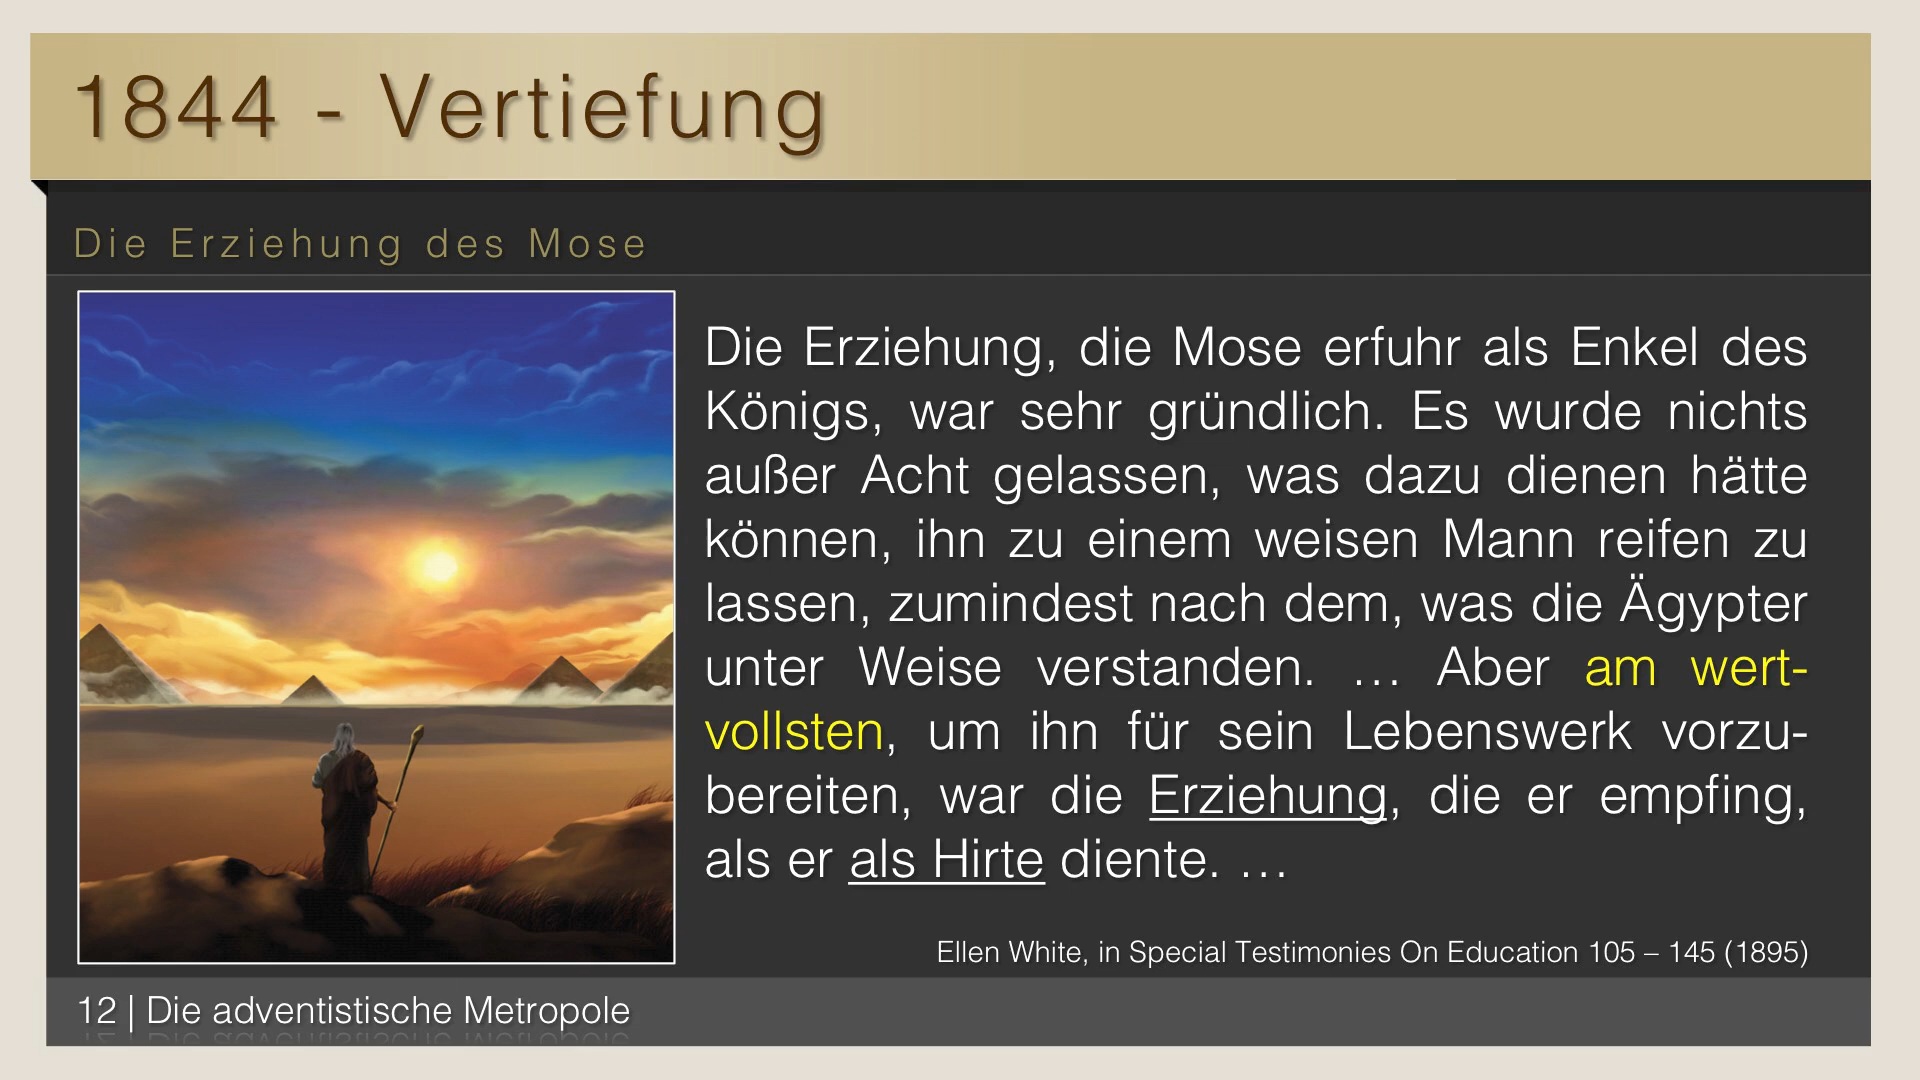 1844 - Vertiefung
Die Erziehung des Mose
Die Erziehung, die Mose erfuhr als Enkel des
Königs, war sehr gründlich. Es wurde nichts
außer Acht gelassen, was dazu dienen hätte
können, ihn zu einem weisen Mann reifen zu
lassen, zumindest nach dem, was die Ägypter
unter Weise verstanden. … Aber am wert-
vollsten, um ihn für sein Lebenswerk vorzu-
bereiten, war die Erziehung, die er empfing,
als er als Hirte diente. …
Ellen White, in Special Testimonies On Education 105 – 145 (1895)
12 | Die adventistische Metropole